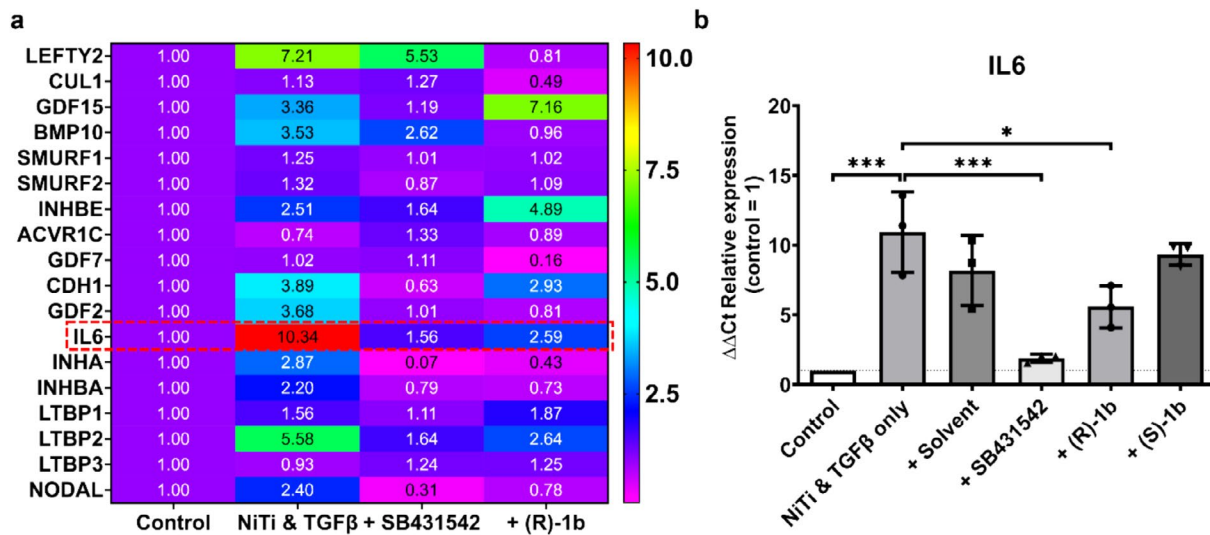 a
LEFTY2 1.00 7.21 5.53 0.81
CUL1 1.00 1.13 1.27 0.49
GDF15 1.00 3.36 1.19 7.16
BMP10 1.00 3.53 2.62 0.96
SMURF1 1.00 1.25 1.01 1.02
SMURF2 1.00 1.32 0.87 1.09
INHBE 1.00 2.51 1.64 4.89
ACVR1C 1.00 0.74 1.33 0.89
GDF7 1.00 1.02 1.11 0.16
CDH1 1.00 3.89 0.63 2.93
GDF2 1.00 3.68 1.01 0.81
IL6 1.00 10.34 1.56 2.59
INHA 1.00 2.87 0.07 0.43
INHBA 1.00 2.20 0.79 0.73
LTBP1 1.00 1.56 1.11 1.87
LTBP2 1.00 5.58 1.64 2.64
LTBP3 1.00 0.93 1.24 1.25
NODAL 1.00 2.40 0.31 0.78
Control NiTi & TGFβ + SB431542 + (R)-1b
10.0
7.5
5.0
2.5
b
IL6
ΔΔCt Relative expression
(control = 1)
20
15
10
5
0
*
*** ***
Control
NiTi & TGFβ only
+ Solvent
+ SB431542
+ (R)-1b
+ (S)-1b